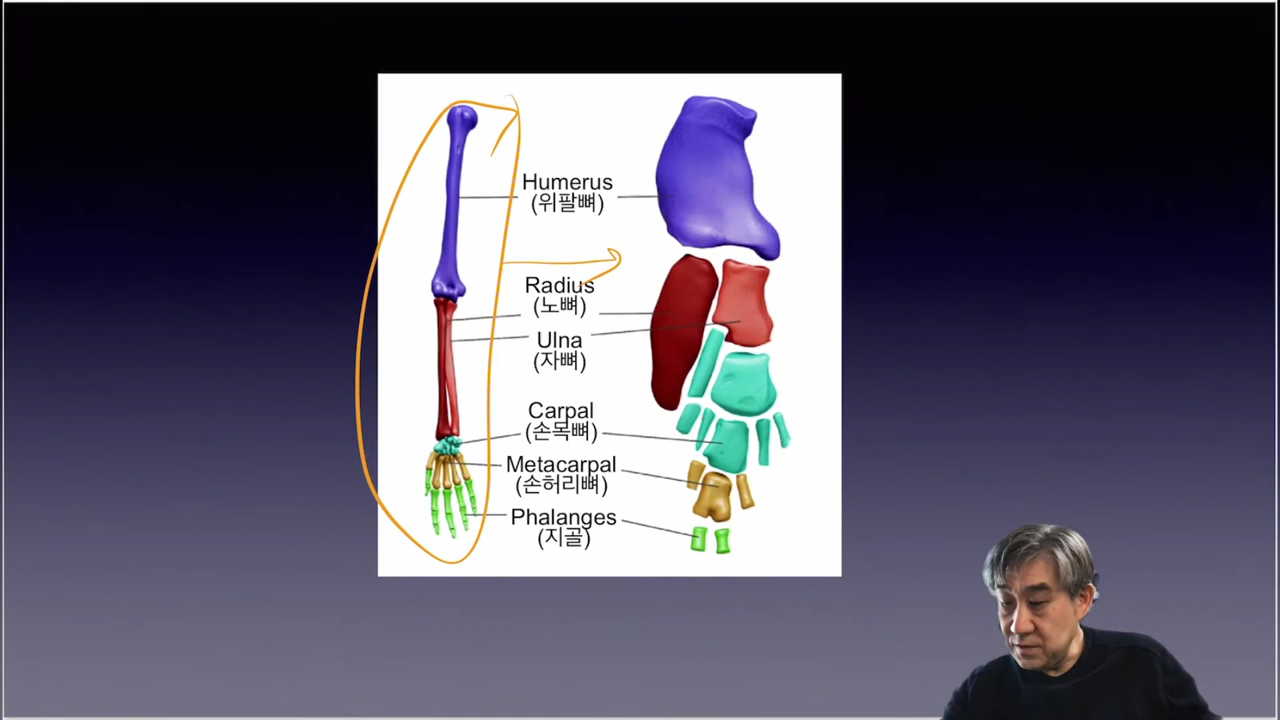 Humerus
(위팔뼈)
Radius
(노뼈)
Ulna
(자뼈)
Carpal
(손목뼈)
Metacarpal
(손허리뼈)
Phalanges
(지골)